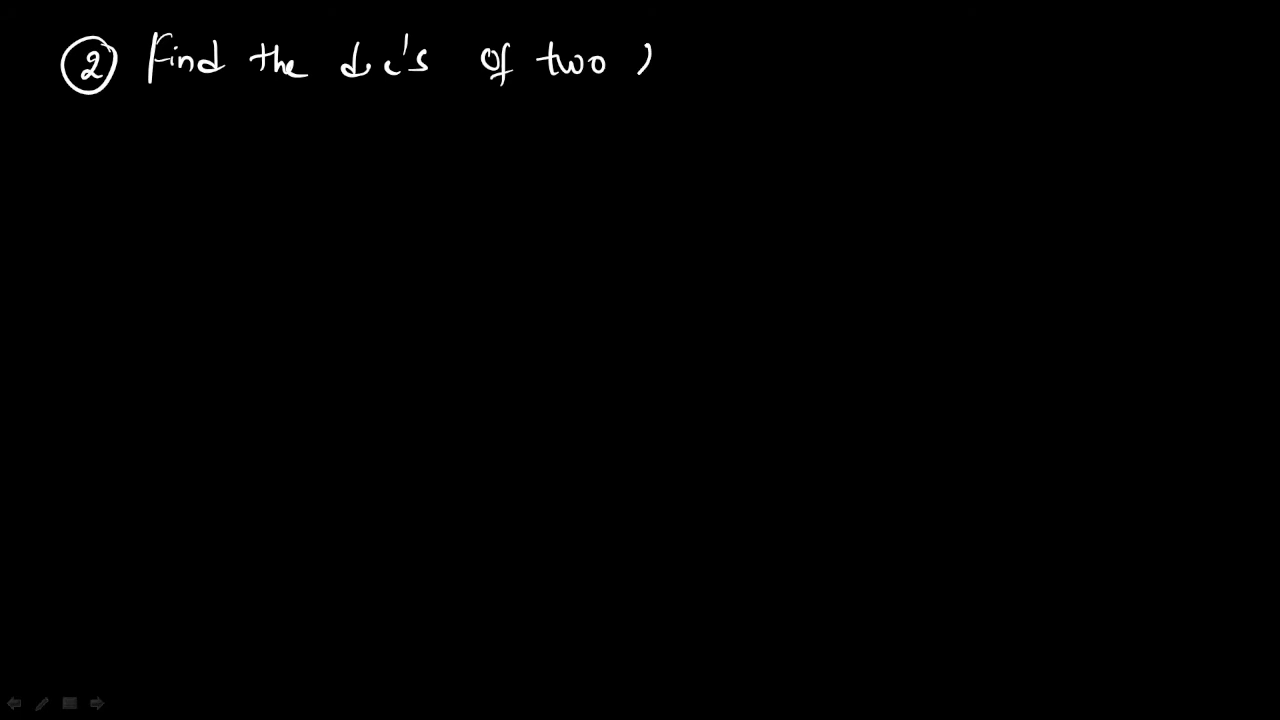 ② Find the d.c's of two